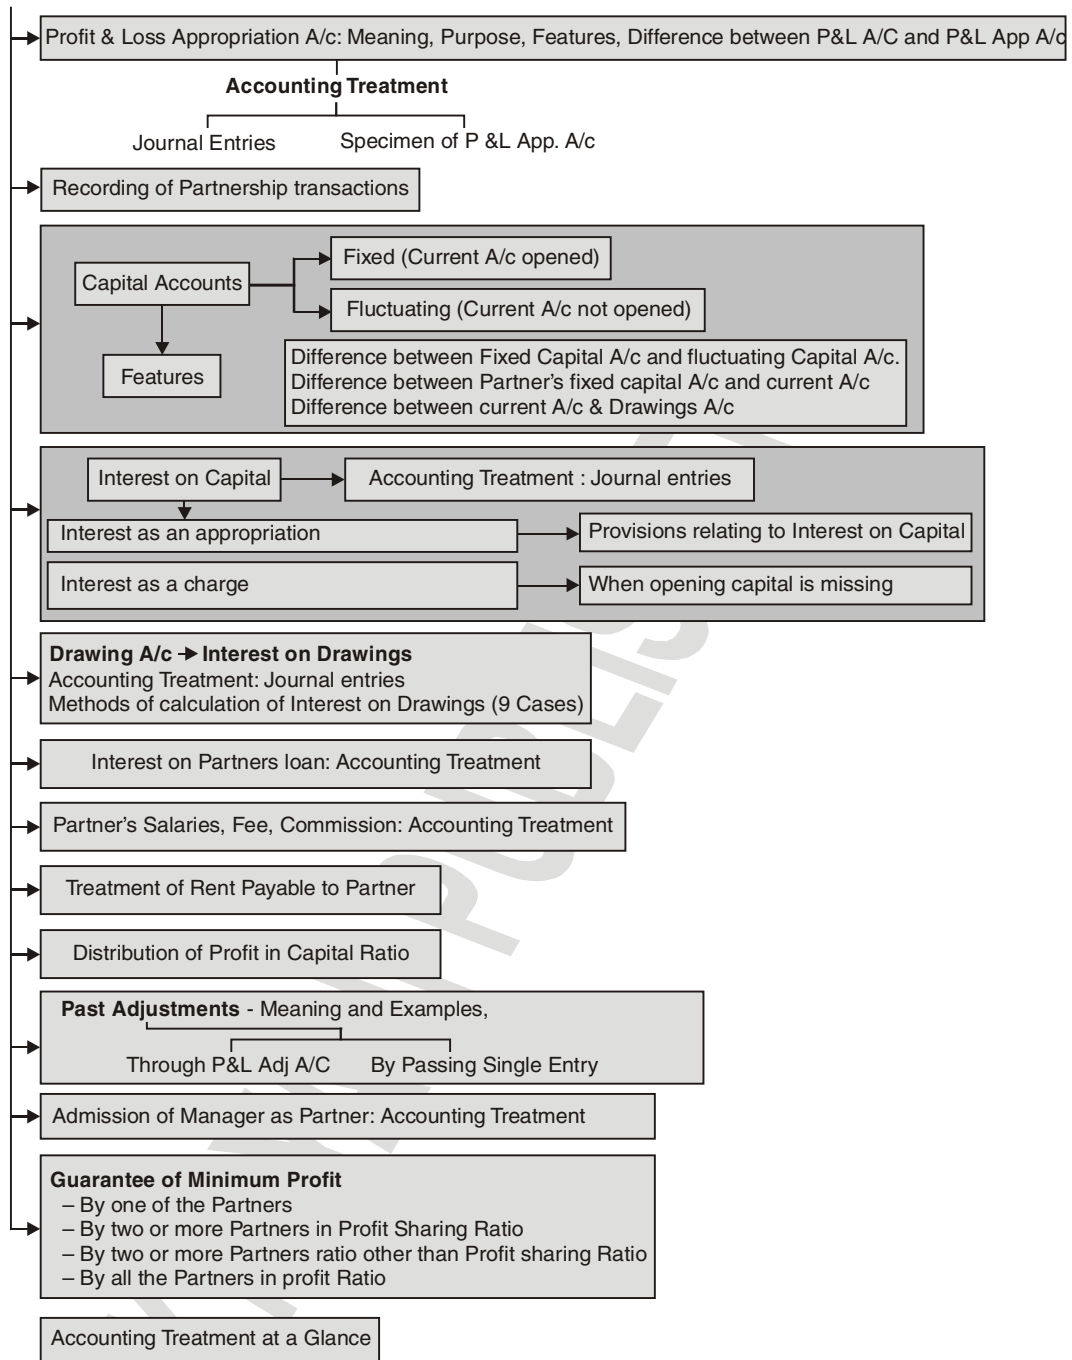 Profit & Loss Appropriation A/c: Meaning, Purpose, Features, Difference between P&L A/C and P&L App A/c
Accounting Treatment
Journal Entries
Specimen of P &L App. A/c
Recording of Partnership transactions
Capital Accounts
Fixed (Current A/c opened)
Fluctuating (Current A/c not opened)
Features
Difference between Fixed Capital A/c and fluctuating Capital A/c.
Difference between Partner's fixed capital A/c and current A/c
Difference between current A/c & Drawings A/c
Interest on Capital
Accounting Treatment : Journal entries
Interest as an appropriation
Provisions relating to Interest on Capital
Interest as a charge
When opening capital is missing
Drawing A/c → Interest on Drawings
Accounting Treatment: Journal entries
Methods of calculation of Interest on Drawings (9 Cases)
Interest on Partners loan: Accounting Treatment
Partner's Salaries, Fee, Commission: Accounting Treatment
Treatment of Rent Payable to Partner
Distribution of Profit in Capital Ratio
Past Adjustments - Meaning and Examples,
Through P&L Adj A/C
By Passing Single Entry
Admission of Manager as Partner: Accounting Treatment
Guarantee of Minimum Profit
– By one of the Partners
– By two or more Partners in Profit Sharing Ratio
– By two or more Partners ratio other than Profit sharing Ratio
– By all the Partners in profit Ratio
Accounting Treatment at a Glance